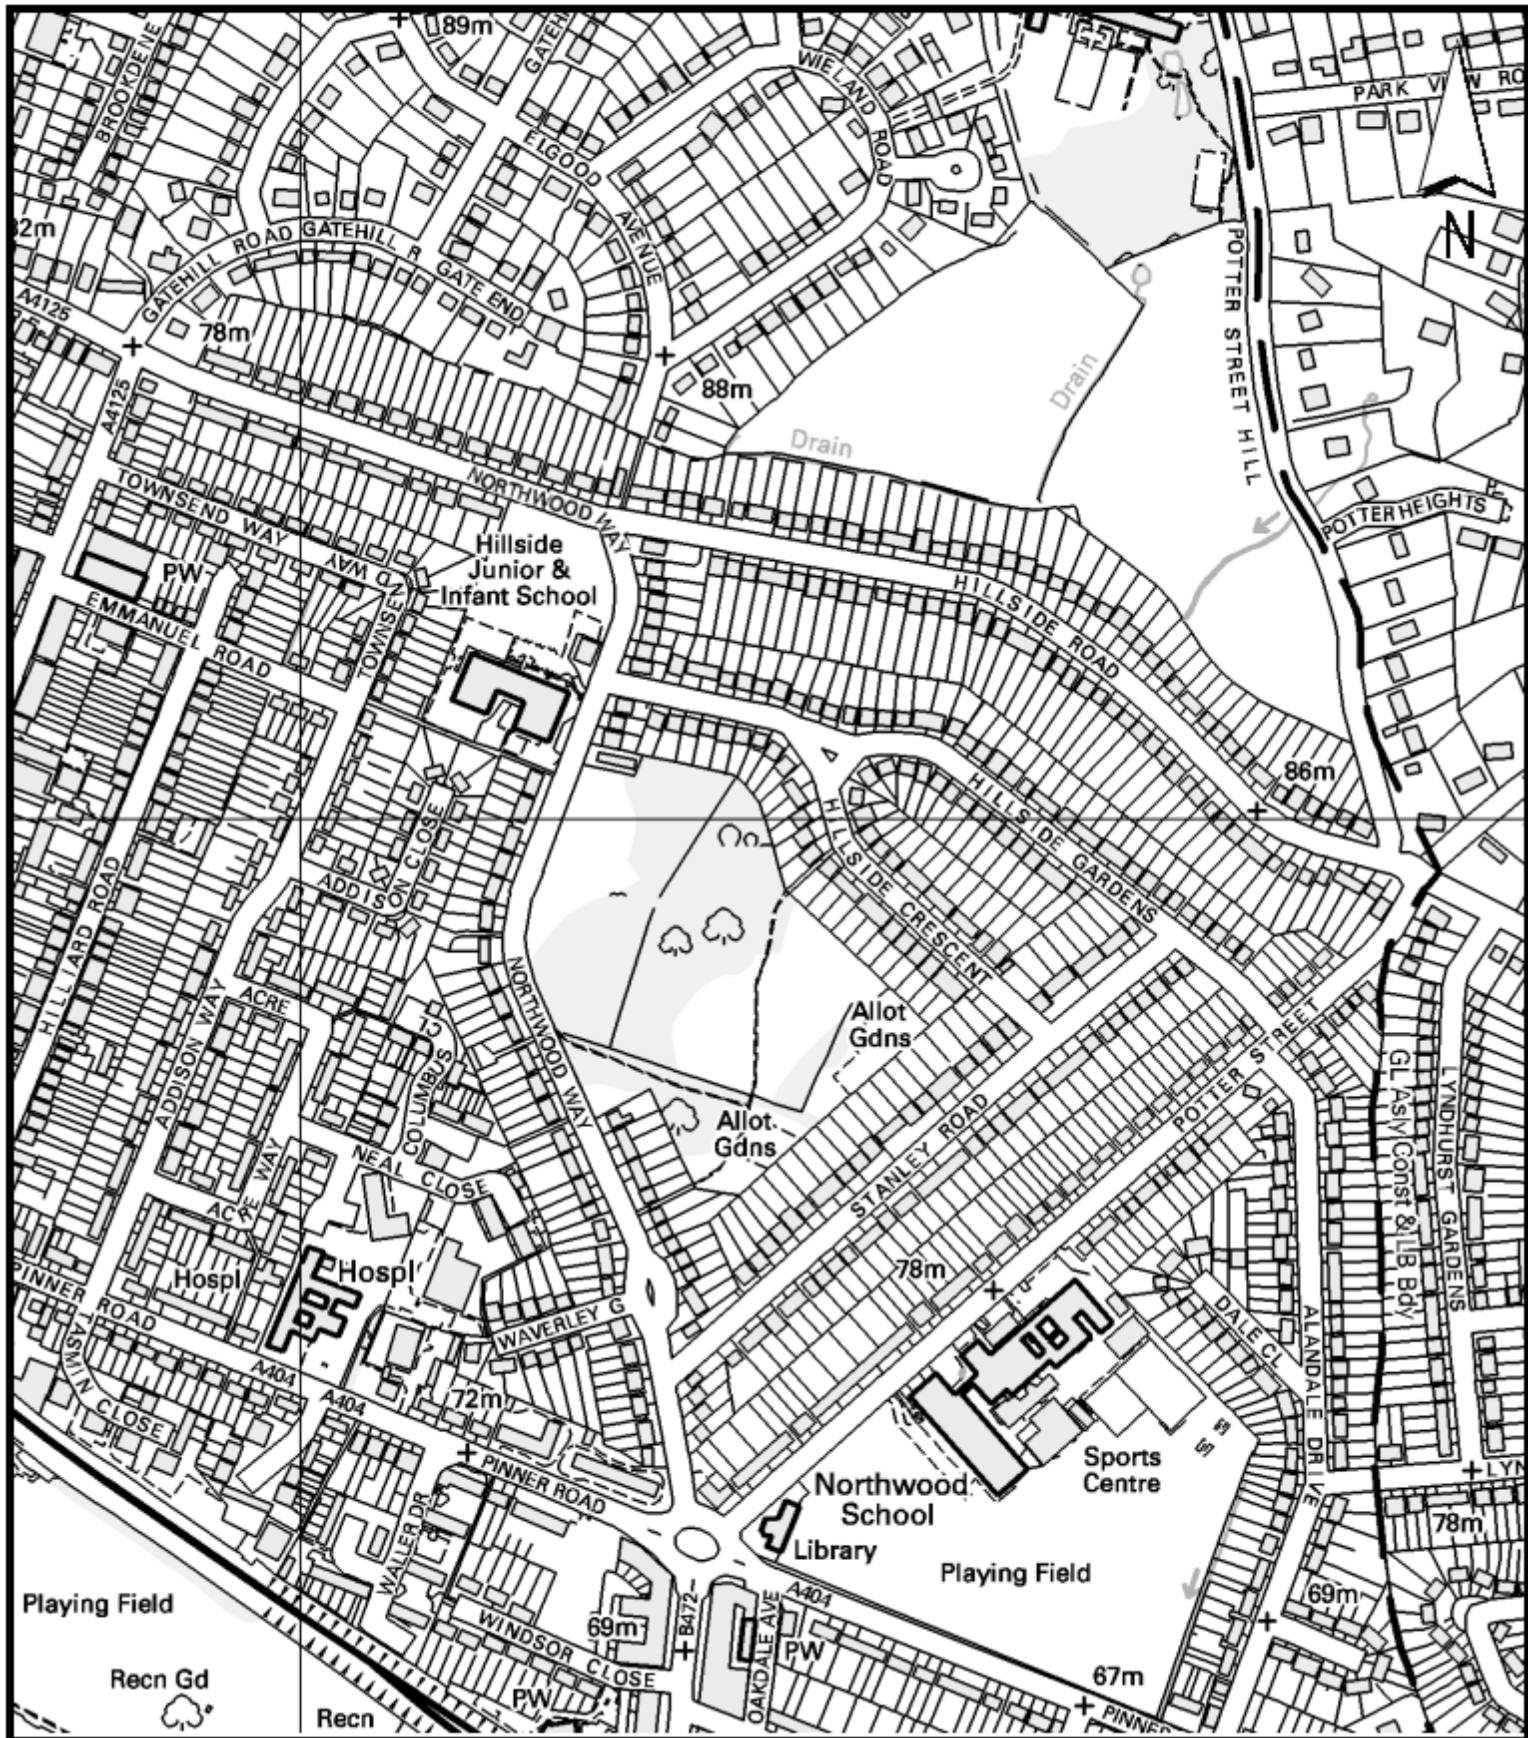 89m
GATEH
BROOKDENE
WIELAND ROAD
PARK VIEW RO
ELGOOD AVENUE
32m
N
GATEHILL ROAD
GATEHILL R
GATE END
A4125
78m
POTTER STREET HILL
88m
A4125
Drain
Drain
NORTHWOOD WAY
TOWNSEND WAY
TOWNSEND WAY
POTTER HEIGHTS
Hillside
Junior &
Infant School
PW
EMMANUEL ROAD
HILLSIDE ROAD
86m
HILLSIDE GARDENS
HILLSIDE CRESCENT
ADDISON CLOSE
HILLIARD ROAD
ADDISON WAY
ACRE
COLUMBUS CL
NORTHWOOD WAY
Allot
Gdns
Allot
Gdns
STANLEY ROAD
POTTER STREET
GL Asly Const & LB Bdy
LYNDHURST GARDENS
NEAL CLOSE
ACRE WAY
Hospl
Hospl
78m
PINNER ROAD
WAVERLEY G
DALE CL
ALANDALE DRIVE
TASMIN
CLOSE
A404
A404
72m
PINNER ROAD
Sports
Centre
LYN
Northwood
School
78m
Library
WALLER DR
Playing Field
Playing Field
A404
69m
WINDSOR CLOSE
69m
B472
OAKDALE AVE
PW
Recn Gd
67m
PW
Recn
PINNER